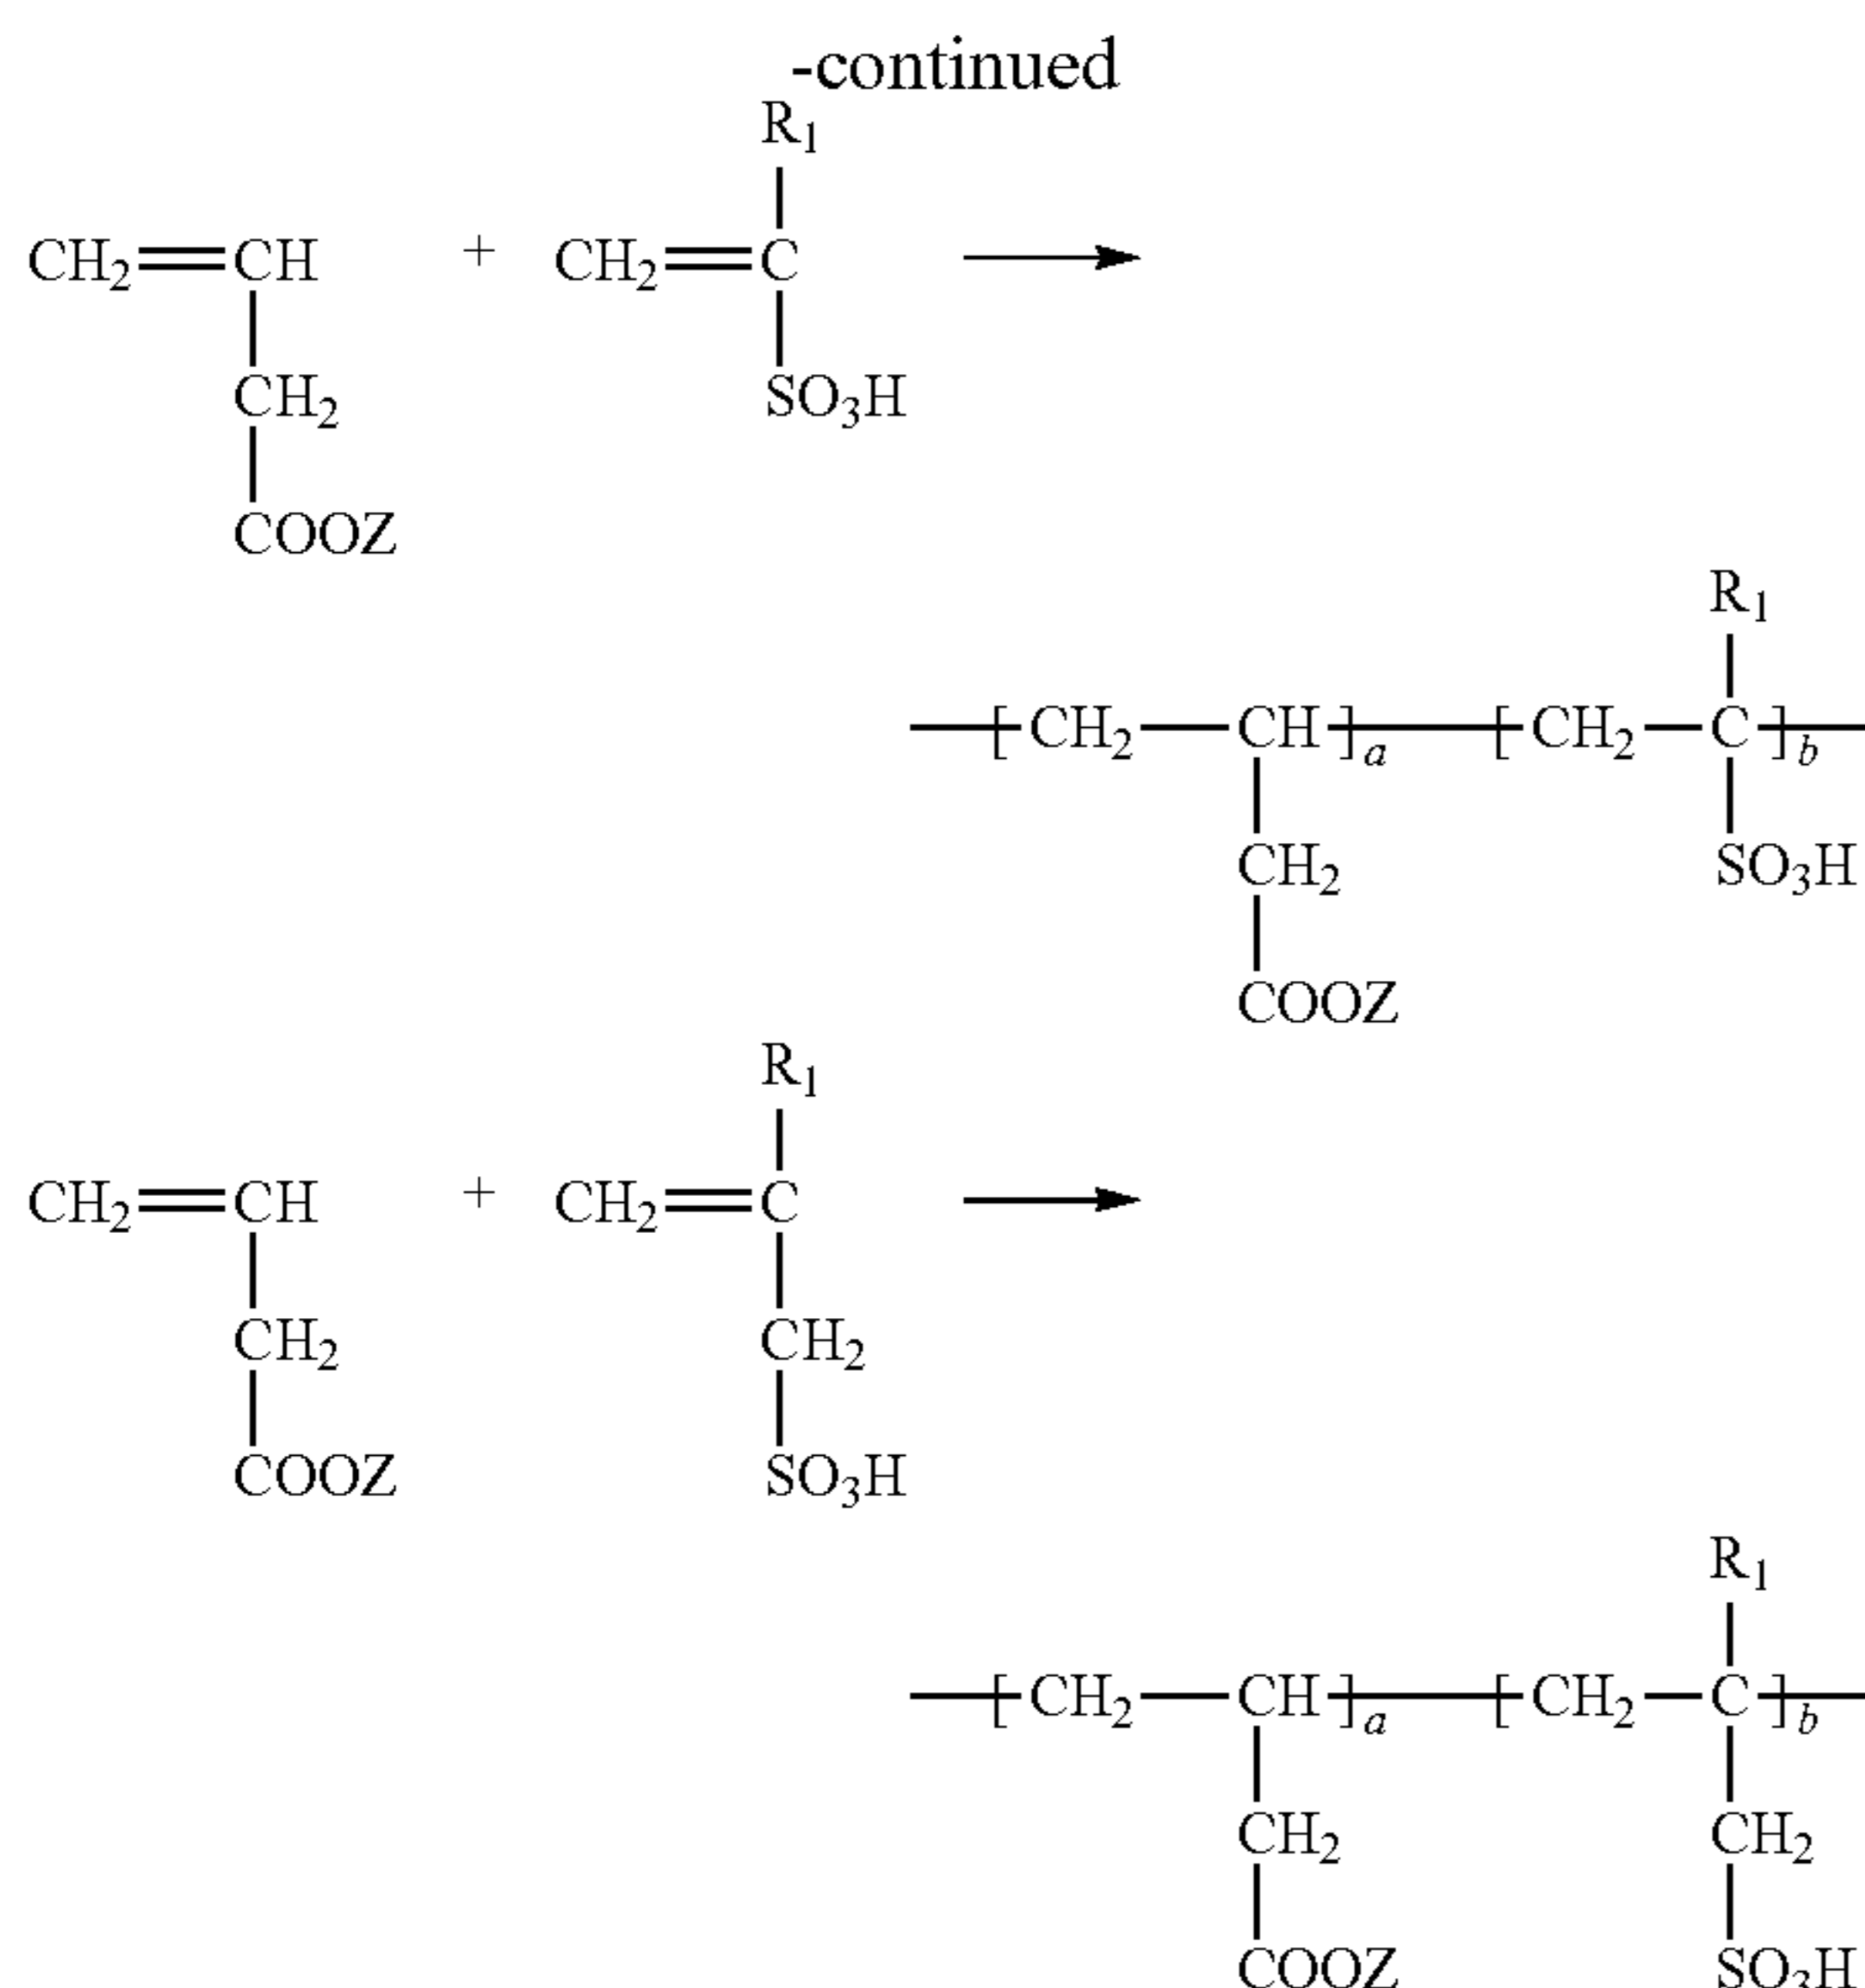 -continued
R1
CH2=CH + CH2=C
CH2 SO3H
COOZ
R1
[CH2—CH]a [CH2—C]b
CH2 SO3H
COOZ
R1
CH2=CH + CH2=C
CH2 CH2
COOZ SO3H
R1
[CH2—CH]a [CH2—C]b
CH2 CH2
COOZ SO3H